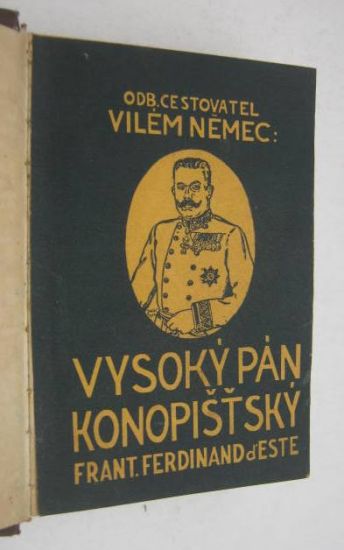 ODB. CESTOVATEL
VILÉM NĚMEC:
VYSOKÝ PÁN
KONOPIŠŤSKÝ
FRANT. FERDINAND d'ESTE